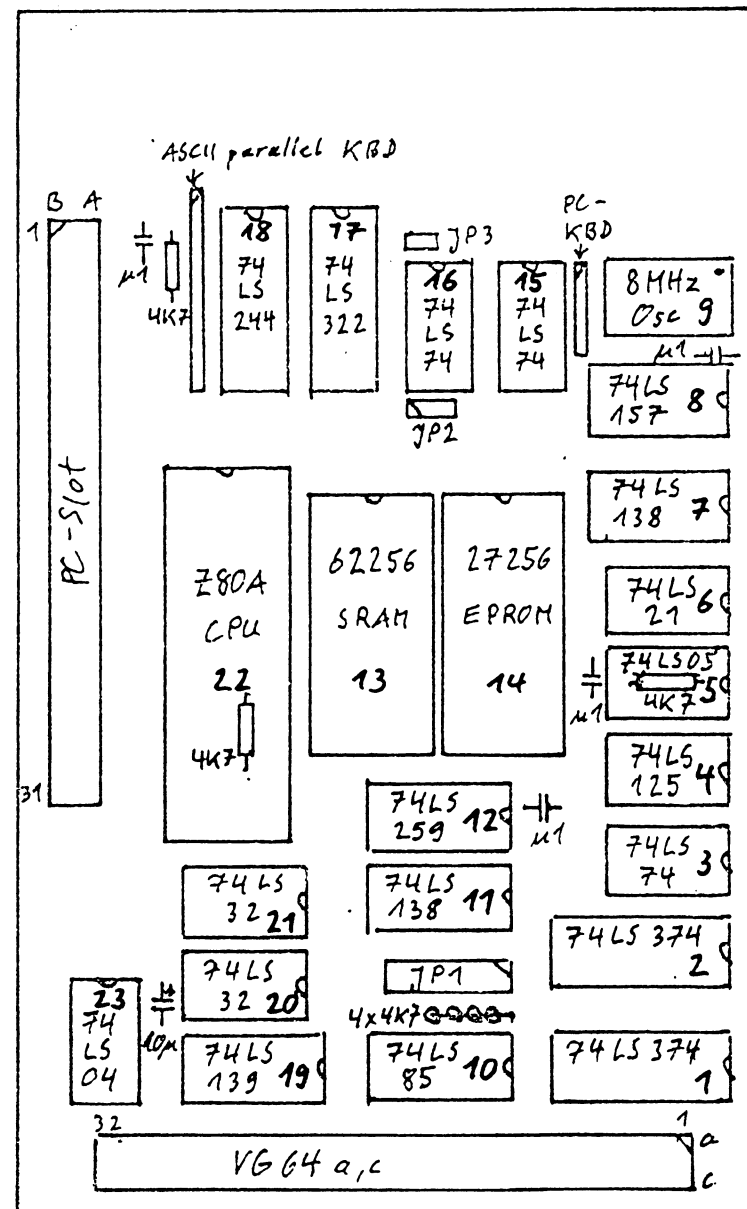 ASCII parallel KBD
B A
1
PC-Slot
31
µ1
4K7
18
74
LS
244
17
74
LS
322
JP3
16
74
LS
74
JP2
15
74
LS
74
PC-
KBD
8MHz
Osc 9
µ1
74LS
157 8
74LS
138 7
74LS
21 6
74LS05
4K7 5
µ1
74LS
125 4
74LS
74 3
74LS 374
2
74LS 374
1
Z80A
CPU
22
4K7
62256
SRAM
13
27256
EPROM
14
74LS
259 12
µ1
74LS
138 11
JP1
4x4K7
74LS
85 10
74LS
32 21
74LS
32 20
74LS
139 19
23
74
LS
04
+
10µ
32
1
a
c
VG64 a,c